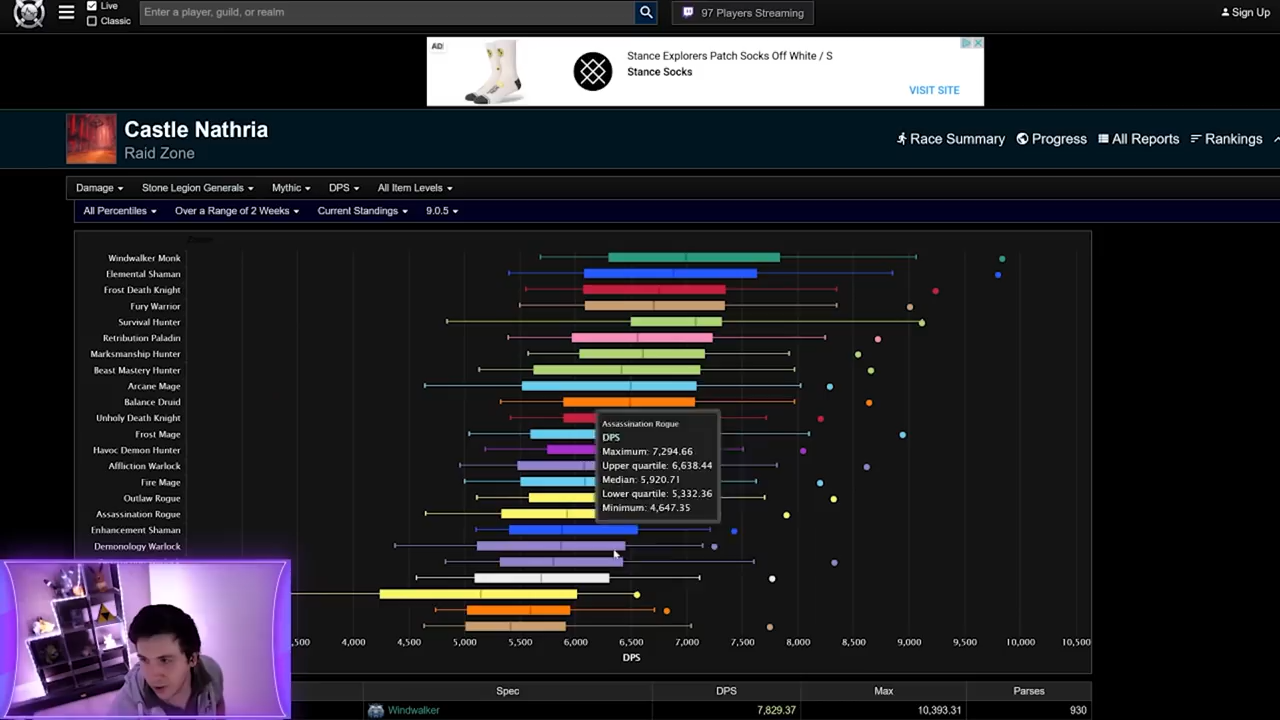 Live
Classic
Enter a player, guild, or realm
97 Players Streaming
Sign Up
AD
Stance Explorers Patch Socks Off White / S
Stance Socks
VISIT SITE
Castle Nathria
Raid Zone
Race Summary
Progress
All Reports
Rankings
Damage
Stone Legion Generals
Mythic
DPS
All Item Levels
All Percentiles
Over a Range of 2 Weeks
Current Standings
9.0.5
Zoom
Windwalker Monk
Elemental Shaman
Frost Death Knight
Fury Warrior
Survival Hunter
Retribution Paladin
Marksmanship Hunter
Beast Mastery Hunter
Arcane Mage
Balance Druid
Unholy Death Knight
Frost Mage
Havoc Demon Hunter
Affliction Warlock
Fire Mage
Outlaw Rogue
Assassination Rogue
Enhancement Shaman
Demonology Warlock
Assassination Rogue
DPS
Maximum: 7,294.66
Upper quartile: 6,638.44
Median: 5,920.71
Lower quartile: 5,332.36
Minimum: 4,647.35
,500 4,000 4,500 5,000 5,500 6,000 6,500 7,000 7,500 8,000 8,500 9,000 9,500 10,000 10,500
DPS
Spec DPS Max Parses
Windwalker 7,829.37 10,393.31 930